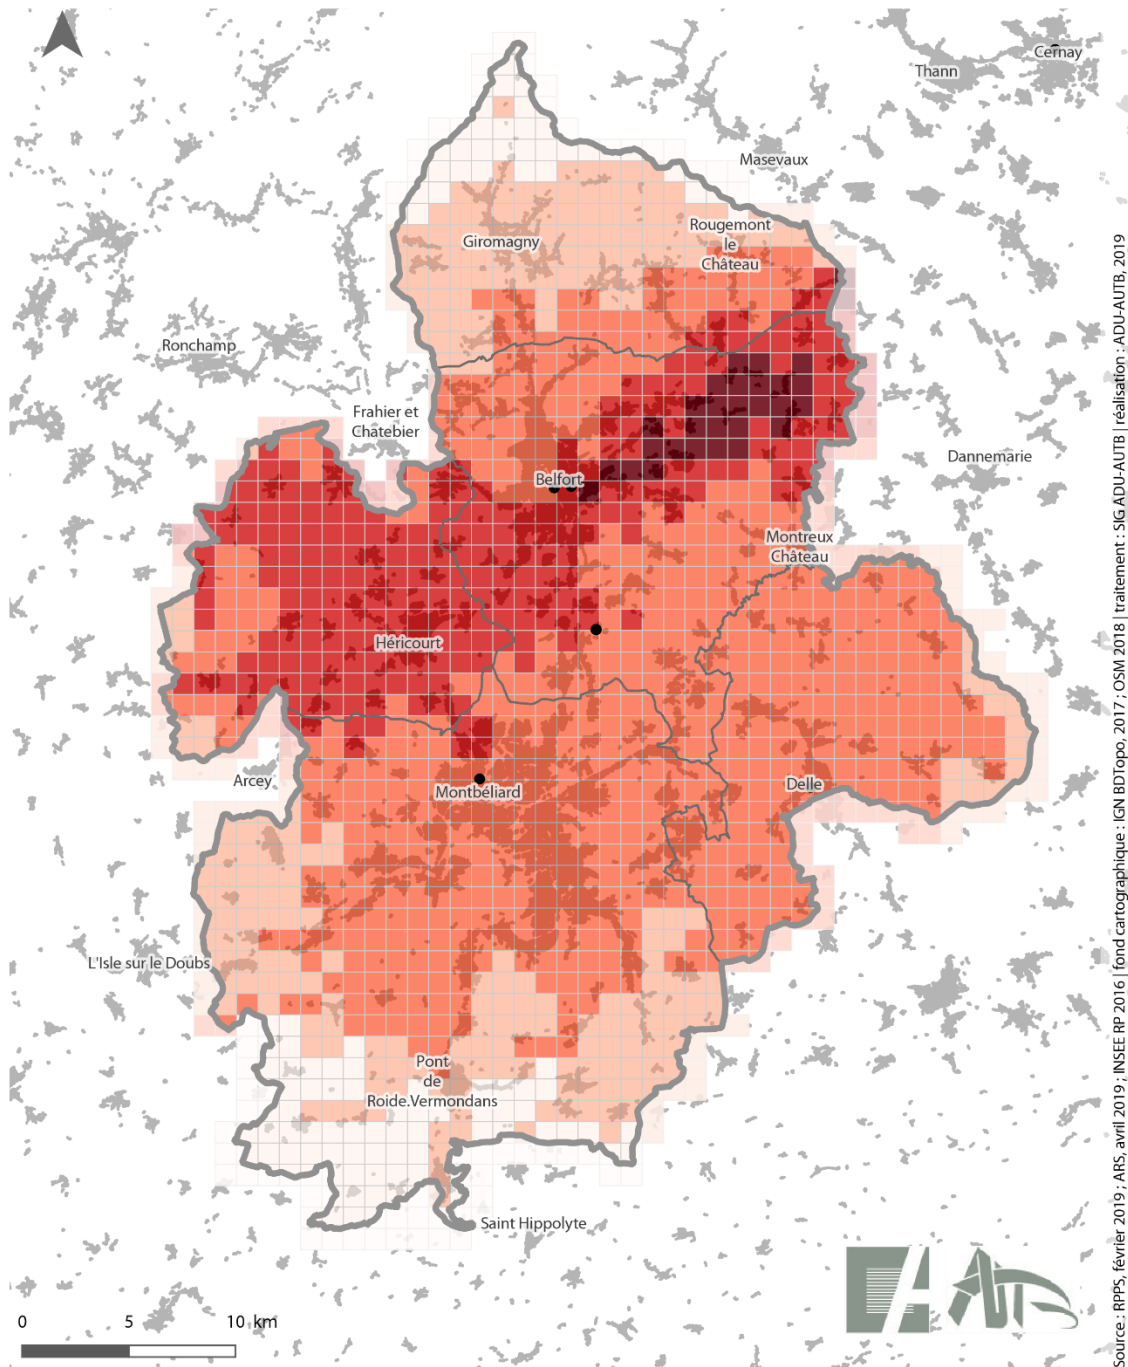 Cernay
Thann
Masevaux
Rougemont
le
Château
Giromagny
Ronchamp
Frahier et
Chatebier
Dannemarie
Belfort
Montreux
Château
Héricourt
Arcey
Delle
Montbéliard
L'Isle sur le Doubs
Pont
de
Roide.Vermondans
Saint Hippolyte
0 5 10 km
Source : RPPS, février 2019 ; ARS, avril 2019 ; INSEE RP 2016 | fond cartographique : IGN BDTopo, 2017 ; OSM 2018 | traitement : SIG ADU-AUTB | réalisation : ADU-AUTB, 2019